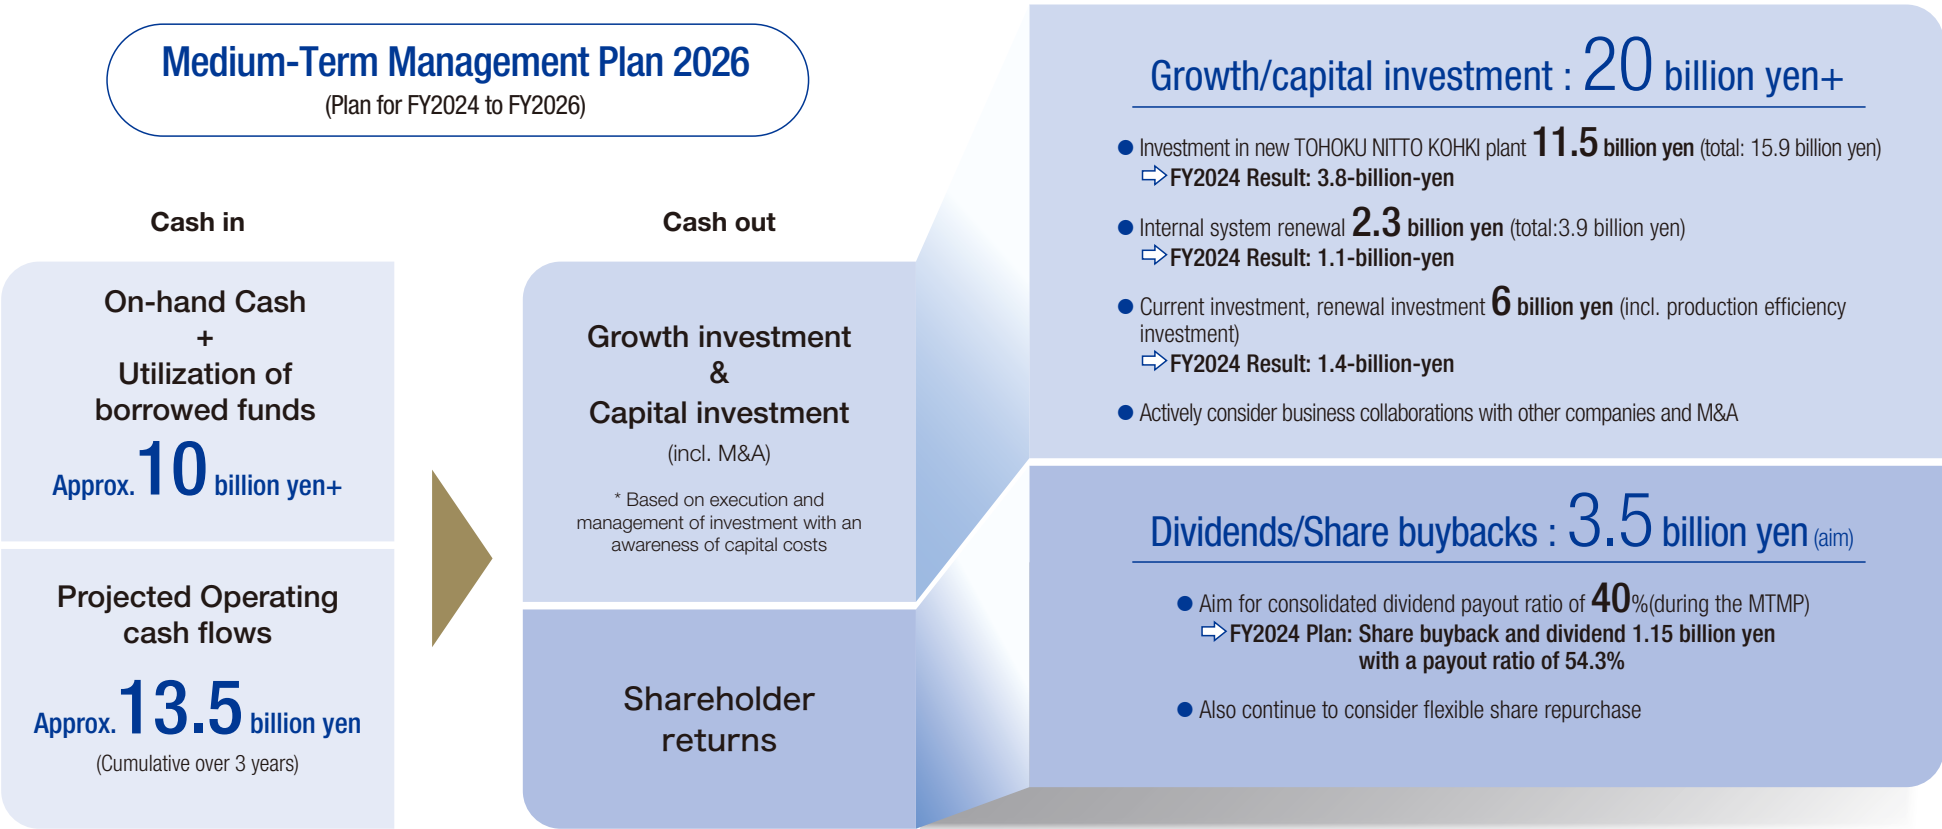 Medium-Term Management Plan 2026
(Plan for FY2024 to FY2026)
Cash in
On-hand Cash
+
Utilization of
borrowed funds
Approx. 10 billion yen+
Projected Operating
cash flows
Approx. 13.5 billion yen
(Cumulative over 3 years)
Cash out
Growth investment
&
Capital investment
(incl. M&A)
* Based on execution and
management of investment with an
awareness of capital costs
Shareholder
returns
Growth/capital investment : 20 billion yen+
● Investment in new TOHOKU NITTO KOHKI plant 11.5 billion yen (total: 15.9 billion yen)
⇨FY2024 Result: 3.8-billion-yen
● Internal system renewal 2.3 billion yen (total:3.9 billion yen)
⇨FY2024 Result: 1.1-billion-yen
● Current investment, renewal investment 6 billion yen (incl. production efficiency
investment)
⇨FY2024 Result: 1.4-billion-yen
● Actively consider business collaborations with other companies and M&A
Dividends/Share buybacks : 3.5 billion yen (aim)
● Aim for consolidated dividend payout ratio of 40%(during the MTMP)
⇨FY2024 Plan: Share buyback and dividend 1.15 billion yen
with a payout ratio of 54.3%
● Also continue to consider flexible share repurchase